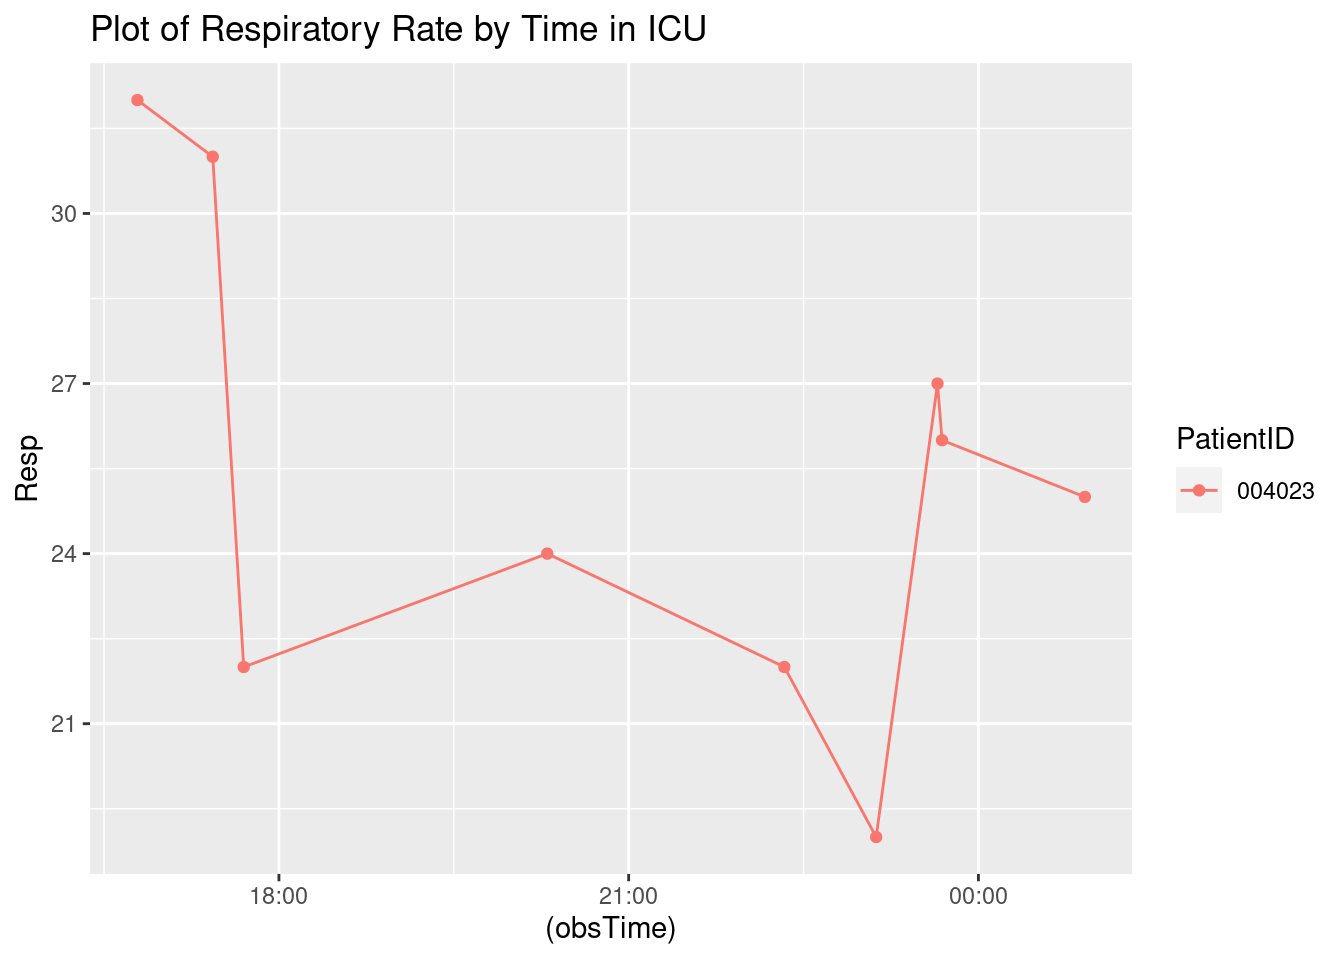 Plot of Respiratory Rate by Time in ICU
30
27
24
21
Resp
18:00
21:00
00:00
(obsTime)
PatientID
004023